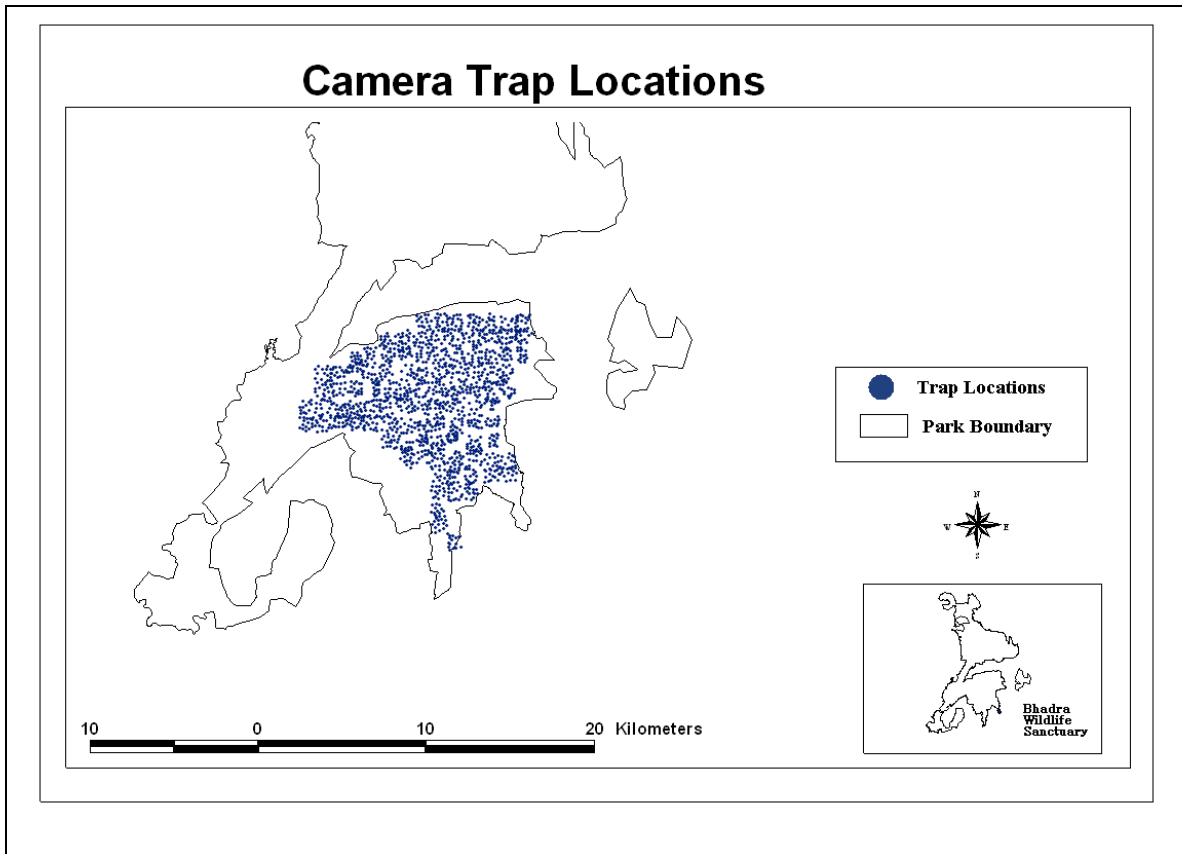 Camera Trap Locations
Trap Locations
Park Boundary
N
W E
S
Bhadra
Wildlife
Sanctuary
10 0 10 20 Kilometers